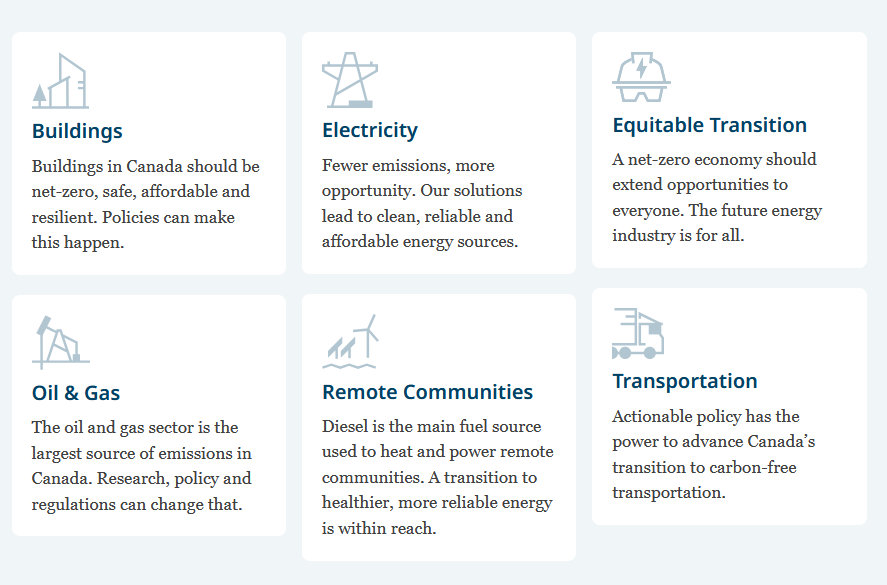 Buildings
Buildings in Canada should be
net-zero, safe, affordable and
resilient. Policies can make
this happen.
Electricity
Fewer emissions, more
opportunity. Our solutions
lead to clean, reliable and
affordable energy sources.
Equitable Transition
A net-zero economy should
extend opportunities to
everyone. The future energy
industry is for all.
Oil & Gas
The oil and gas sector is the
largest source of emissions in
Canada. Research, policy and
regulations can change that.
Remote Communities
Diesel is the main fuel source
used to heat and power remote
communities. A transition to
healthier, more reliable energy
is within reach.
Transportation
Actionable policy has the
power to advance Canada’s
transition to carbon-free
transportation.